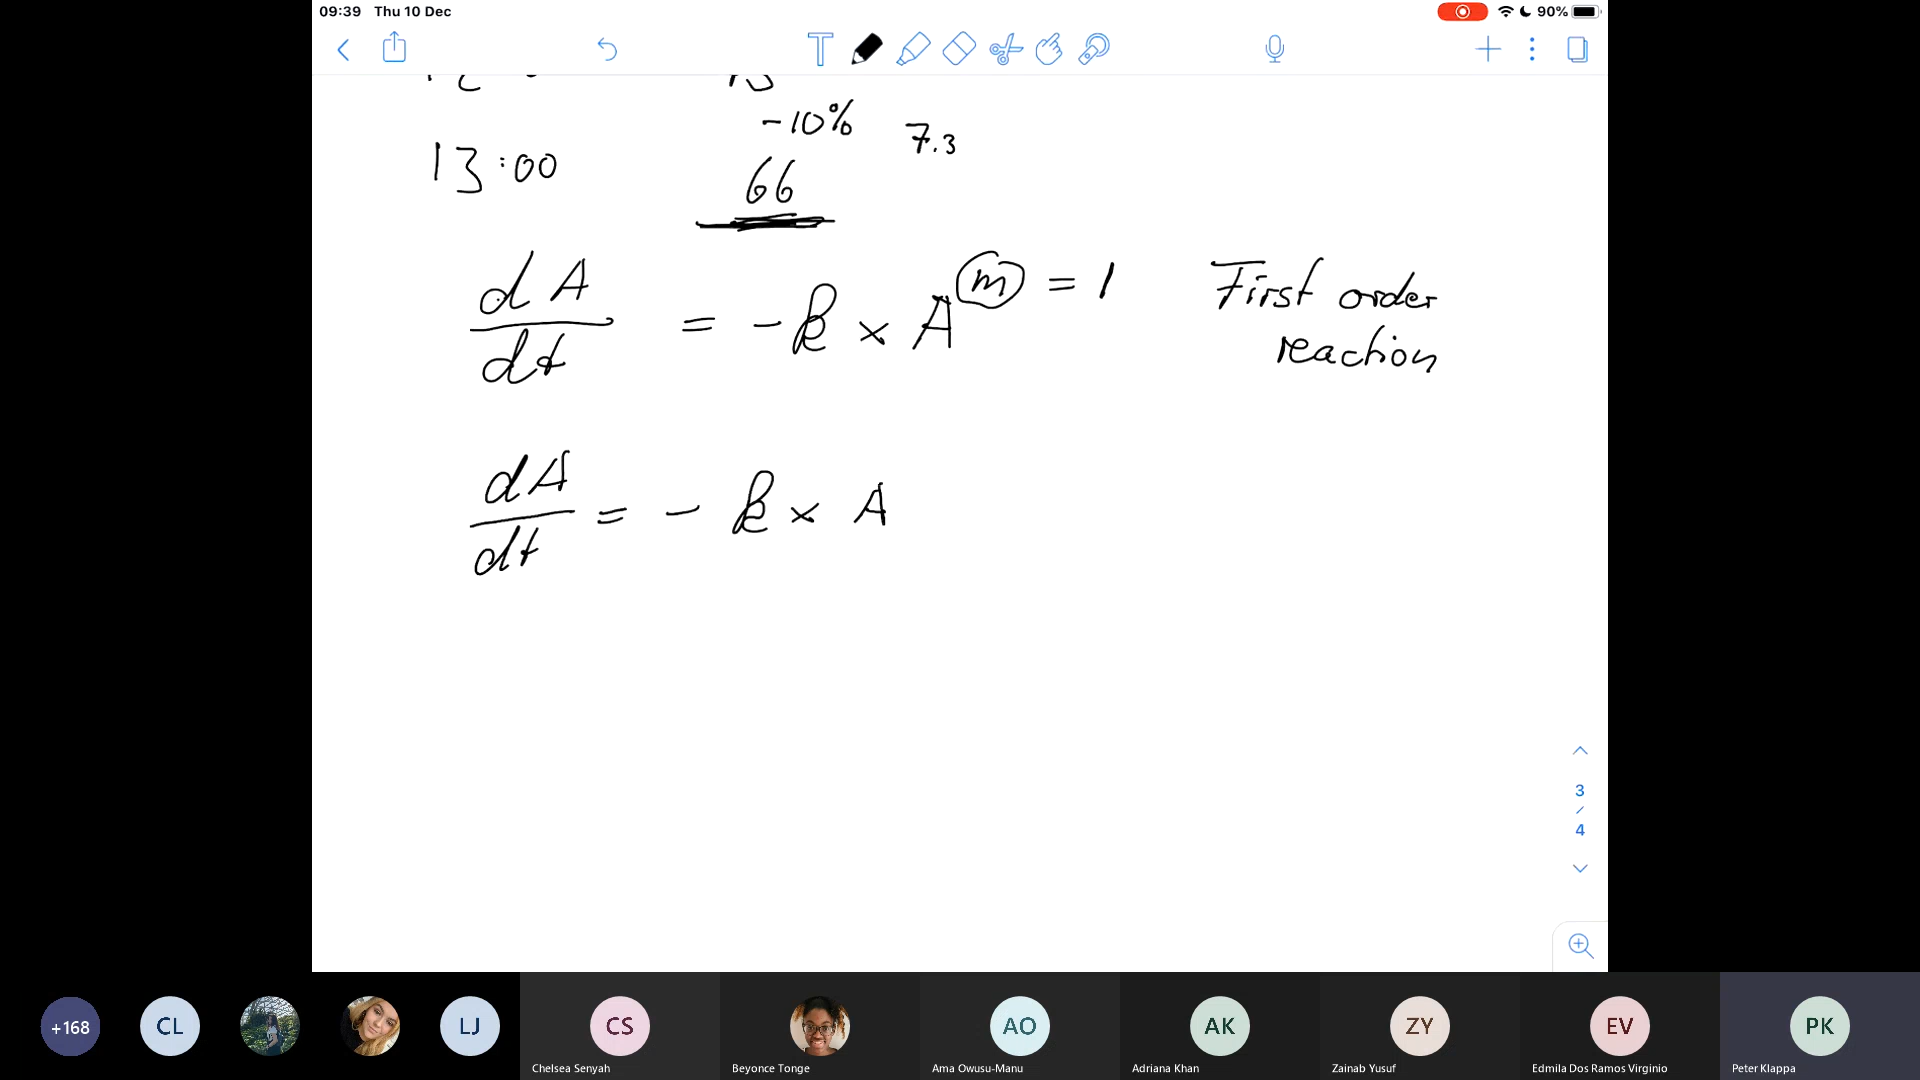 09:39 Thu 10 Dec
90%
-10% 7.3
13:00 66
dA/dt = -k × A^m = 1 First order
reaction
dA/dt = - k × A
3
/
4
+168 CL LJ CS AO AK ZY EV PK
Chelsea Senyah Beyonce Tonge Ama Owusu-Manu Adriana Khan Zainab Yusuf Edmila Dos Ramos Virginio Peter Klappa